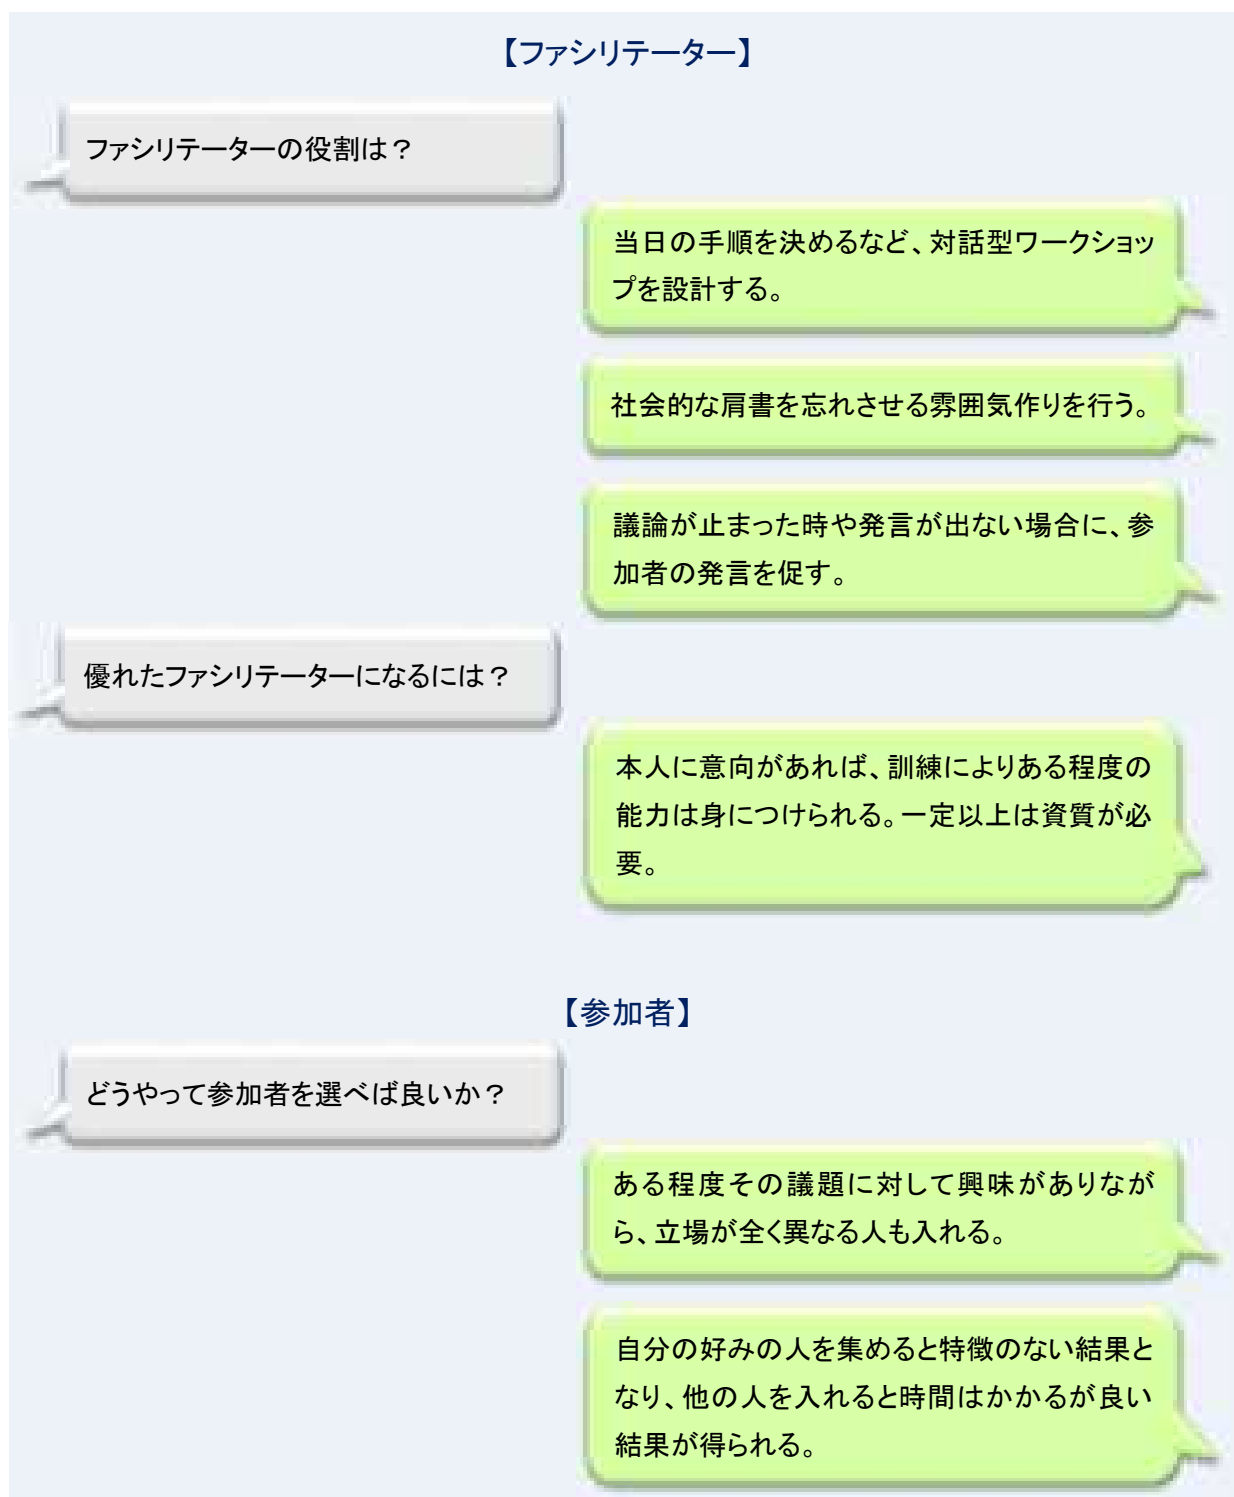 【ファシリテーター】
ファシリテーターの役割は？
当日の手順を決めるなど、対話型ワークショッ
プを設計する。
社会的な肩書を忘れさせる雰囲気作りを行う。
議論が止まった時や発言が出ない場合に、参
加者の発言を促す。
優れたファシリテーターになるには？
本人に意向があれば、訓練によりある程度の
能力は身につけられる。一定以上は資質が必
要。
【参加者】
どうやって参加者を選べば良いか？
ある程度その議題に対して興味がありなが
ら、立場が全く異なる人も入れる。
自分の好みの人を集めると特徴のない結果と
なり、他の人を入れると時間はかかるが良い
結果が得られる。